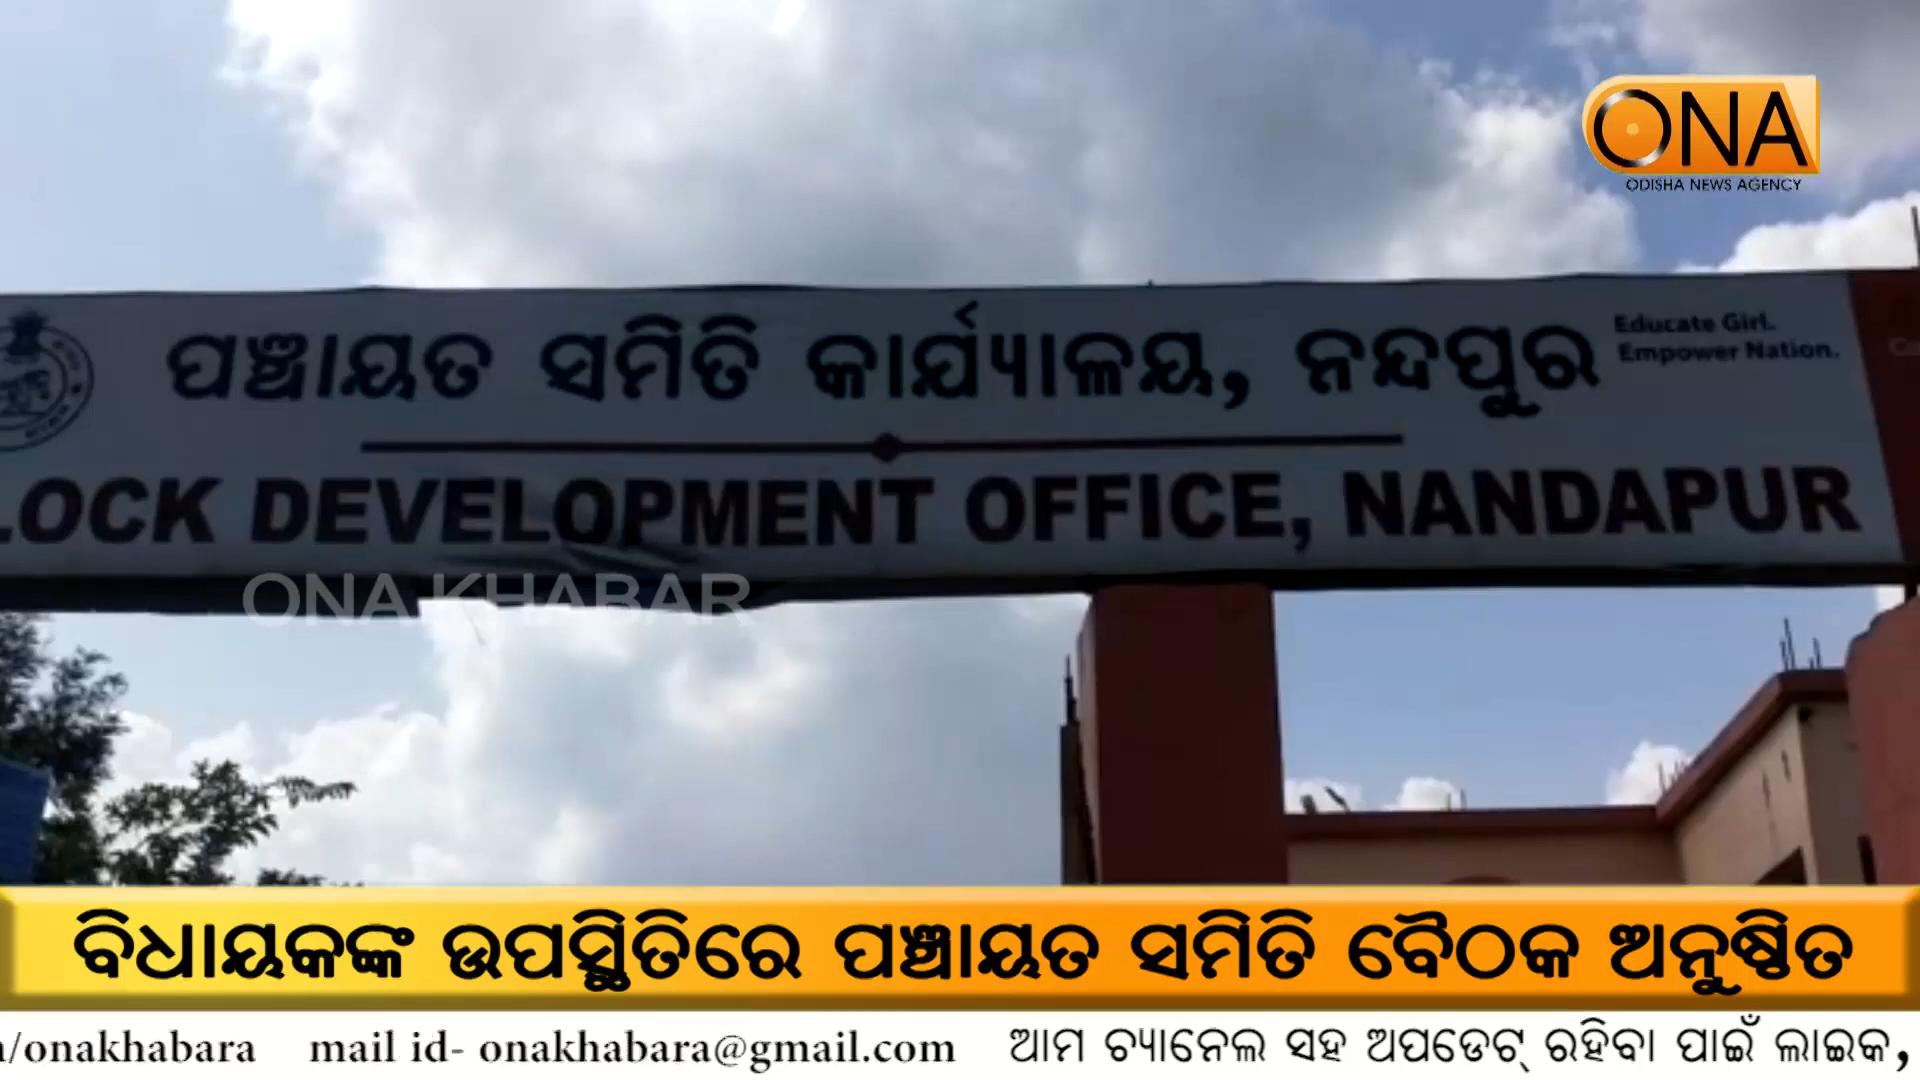 ONA
ODISHA NEWS AGENCY
ପଞ୍ଚାୟତ ସମିତି କାର୍ଯ୍ୟାଳୟ, ନନ୍ଦପୁର
Educate Girl.
Empower Nation.
LOCK DEVELOPMENT OFFICE, NANDAPUR
ONA KHABAR
ବିଧାୟକଙ୍କ ଉପସ୍ଥିତିରେ ପଞ୍ଚାୟତ ସମିତି ବୈଠକ ଅନୁଷ୍ଠିତ
/onakhabara mail id- onakhabara@gmail.com ଆମ ଚ୍ୟାନେଲ ସହ ଅପଡେଟ୍ ରହିବା ପାଇଁ ଲାଇକ,